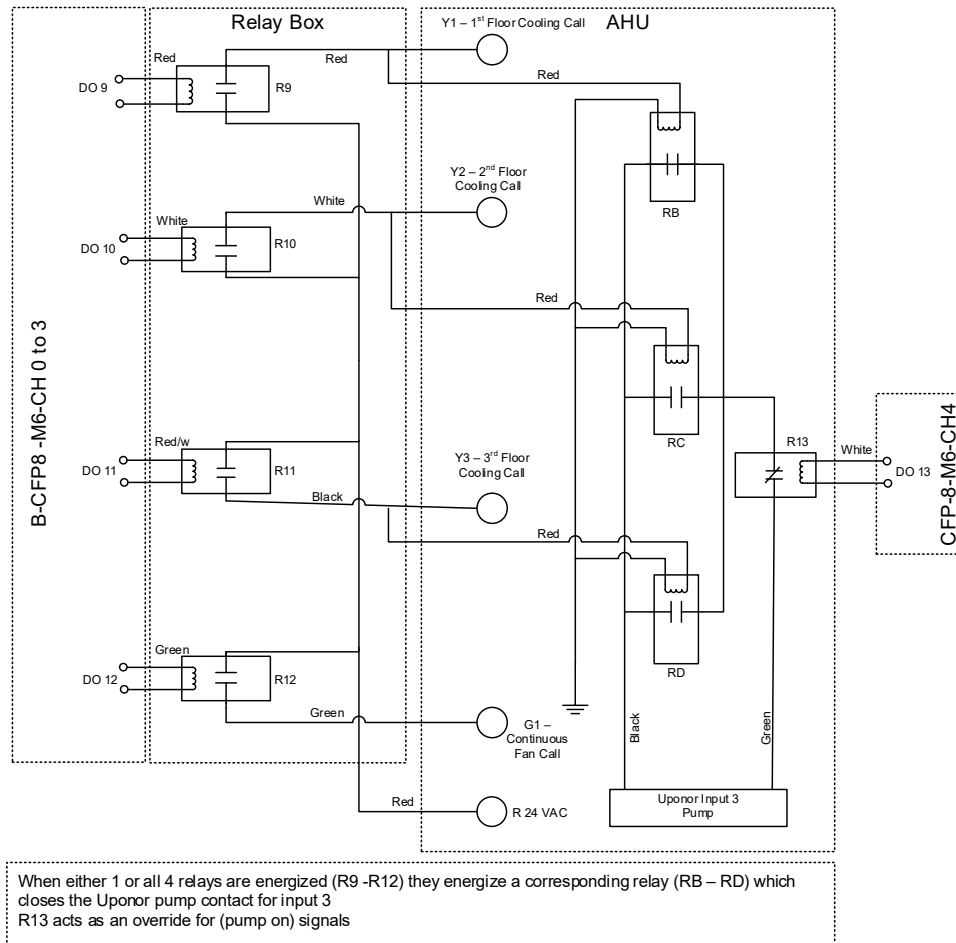 Relay Box
AHU
Y1 – 1st Floor Cooling Call
Red
Red
Red
DO 9
R9
RB
Y2 – 2nd Floor
Cooling Call
White
White
DO 10
R10
Red
RC
B-CFP8 -M6-CH 0 to 3
Red/w
DO 11
R11
Black
Y3 – 3rd Floor
Cooling Call
Red
R13
White
DO 13
CFP-8-M6-CH4
RD
Green
DO 12
R12
Green
G1 –
Continuous
Fan Call
Black
Green
Red
R 24 VAC
Uponor Input 3
Pump
When either 1 or all 4 relays are energized (R9 -R12) they energize a corresponding relay (RB – RD) which
closes the Uponor pump contact for input 3
R13 acts as an override for (pump on) signals